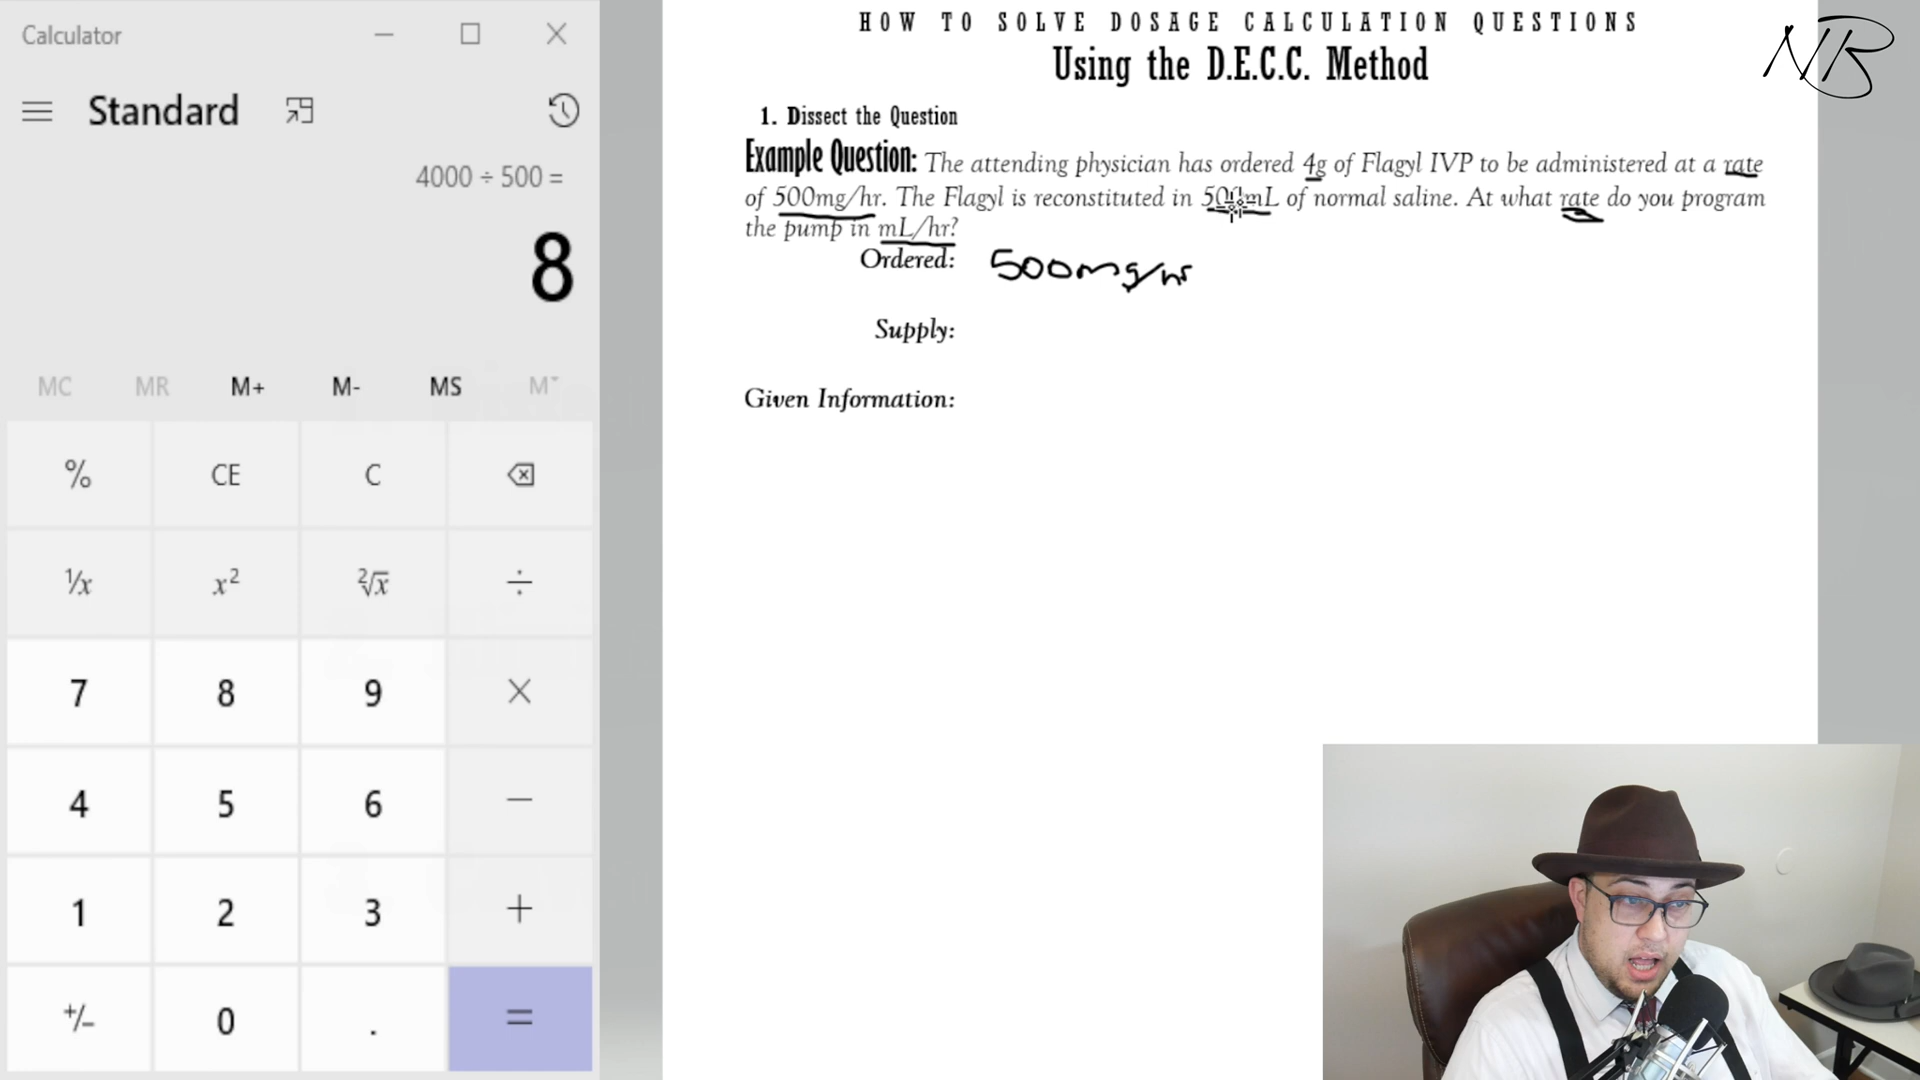 Calculator
Standard
4000 ÷ 500 =
8
MC MR M+ M- MS M˅
% CE C
¹/x x² ²√x ÷
7 8 9 ×
4 5 6 −
1 2 3 +
+/− 0 . =
HOW TO SOLVE DOSAGE CALCULATION QUESTIONS
Using the D.E.C.C. Method
NR
1. Dissect the Question
Example Question: The attending physician has ordered 4g of Flagyl IVP to be administered at a rate
of 500mg/hr. The Flagyl is reconstituted in 500mL of normal saline. At what rate do you program
the pump in mL/hr?
Ordered: 500mg/hr
Supply:
Given Information: